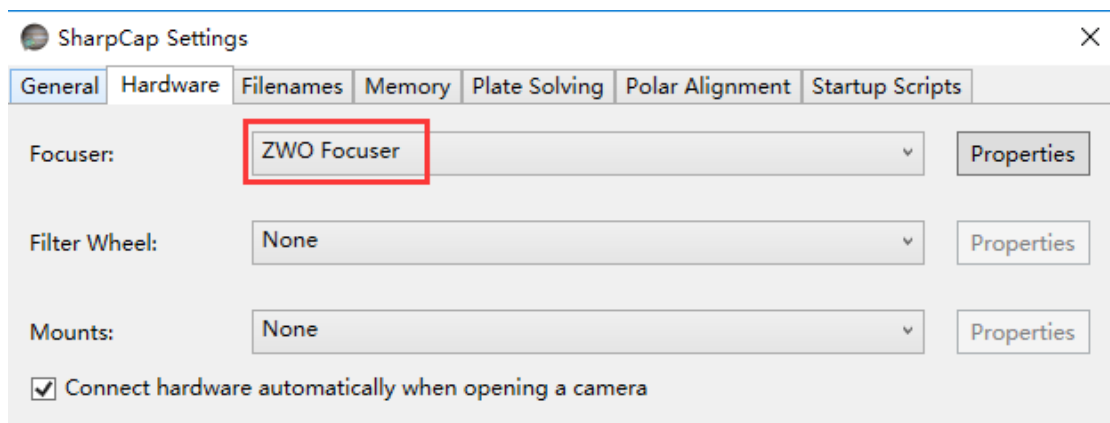 SharpCap Settings
General Hardware Filenames Memory Plate Solving Polar Alignment Startup Scripts
Focuser: ZWO Focuser Properties
Filter Wheel: None Properties
Mounts: None Properties
Connect hardware automatically when opening a camera